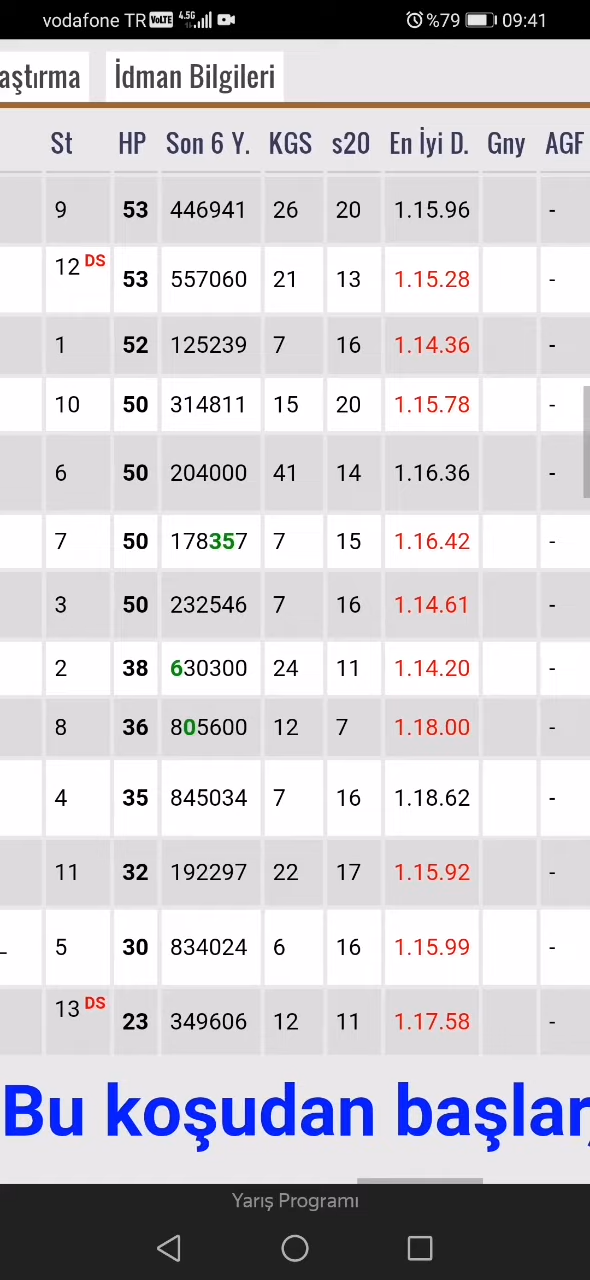 vodafone TR VoLTE 4.5G %79 09:41
aştırma İdman Bilgileri
St HP Son 6 Y. KGS s20 En İyi D. Gny AGF
9 53 446941 26 20 1.15.96 -
12 DS 53 557060 21 13 1.15.28 -
1 52 125239 7 16 1.14.36 -
10 50 314811 15 20 1.15.78 -
6 50 204000 41 14 1.16.36 -
7 50 178357 7 15 1.16.42 -
3 50 232546 7 16 1.14.61 -
2 38 630300 24 11 1.14.20 -
8 36 805600 12 7 1.18.00 -
4 35 845034 7 16 1.18.62 -
11 32 192297 22 17 1.15.92 -
5 30 834024 6 16 1.15.99 -
13 DS 23 349606 12 11 1.17.58 -
Bu koşudan başlar,
Yarış Programı